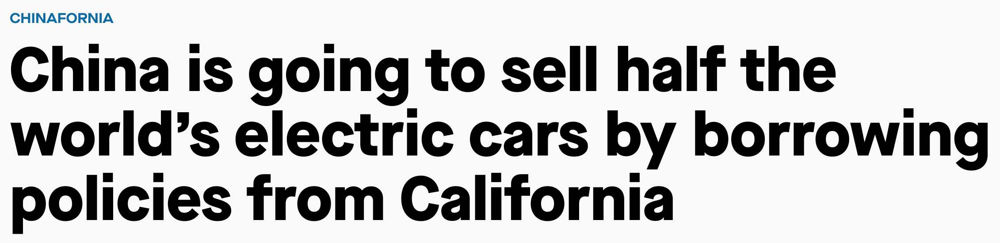 CHINAFORNIA
China is going to sell half the
world’s electric cars by borrowing
policies from California